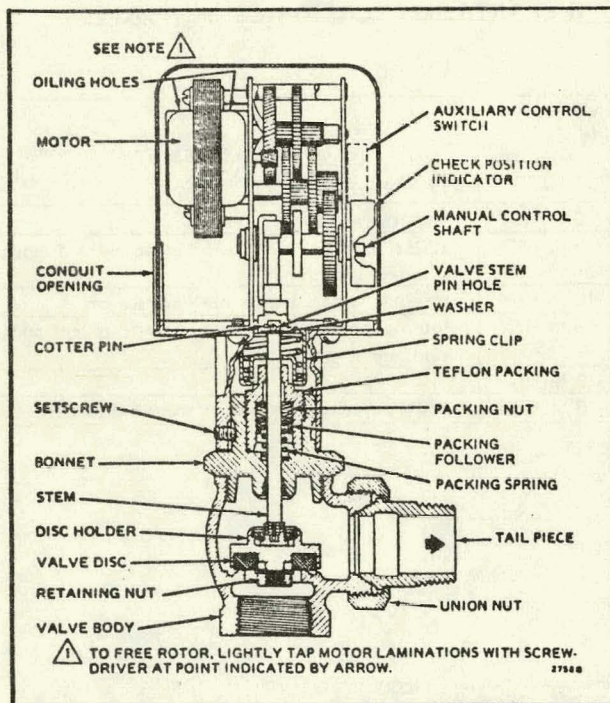 SEE NOTE 1
OILING HOLES
MOTOR
CONDUIT
OPENING
COTTER PIN
SETSCREW
BONNET
STEM
DISC HOLDER
VALVE DISC
RETAINING NUT
VALVE BODY
AUXILIARY CONTROL
SWITCH
CHECK POSITION
INDICATOR
MANUAL CONTROL
SHAFT
VALVE STEM
PIN HOLE
WASHER
SPRING CLIP
TEFLON PACKING
PACKING NUT
PACKING
FOLLOWER
PACKING SPRING
TAIL PIECE
UNION NUT
1 TO FREE ROTOR, LIGHTLY TAP MOTOR LAMINATIONS WITH SCREW-
DRIVER AT POINT INDICATED BY ARROW.